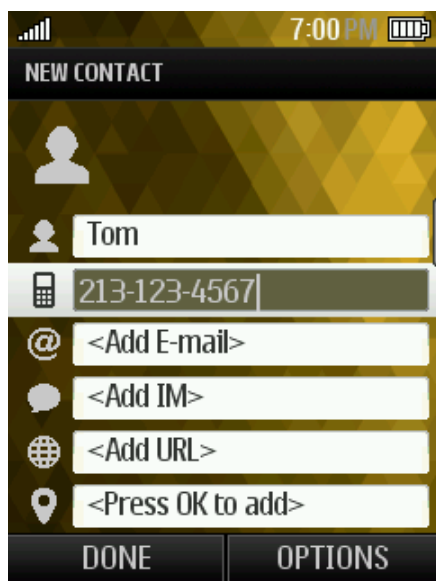 7:00 PM
NEW CONTACT
Tom
213-123-4567
@ <Add E-mail>
<Add IM>
<Add URL>
<Press OK to add>
DONE OPTIONS